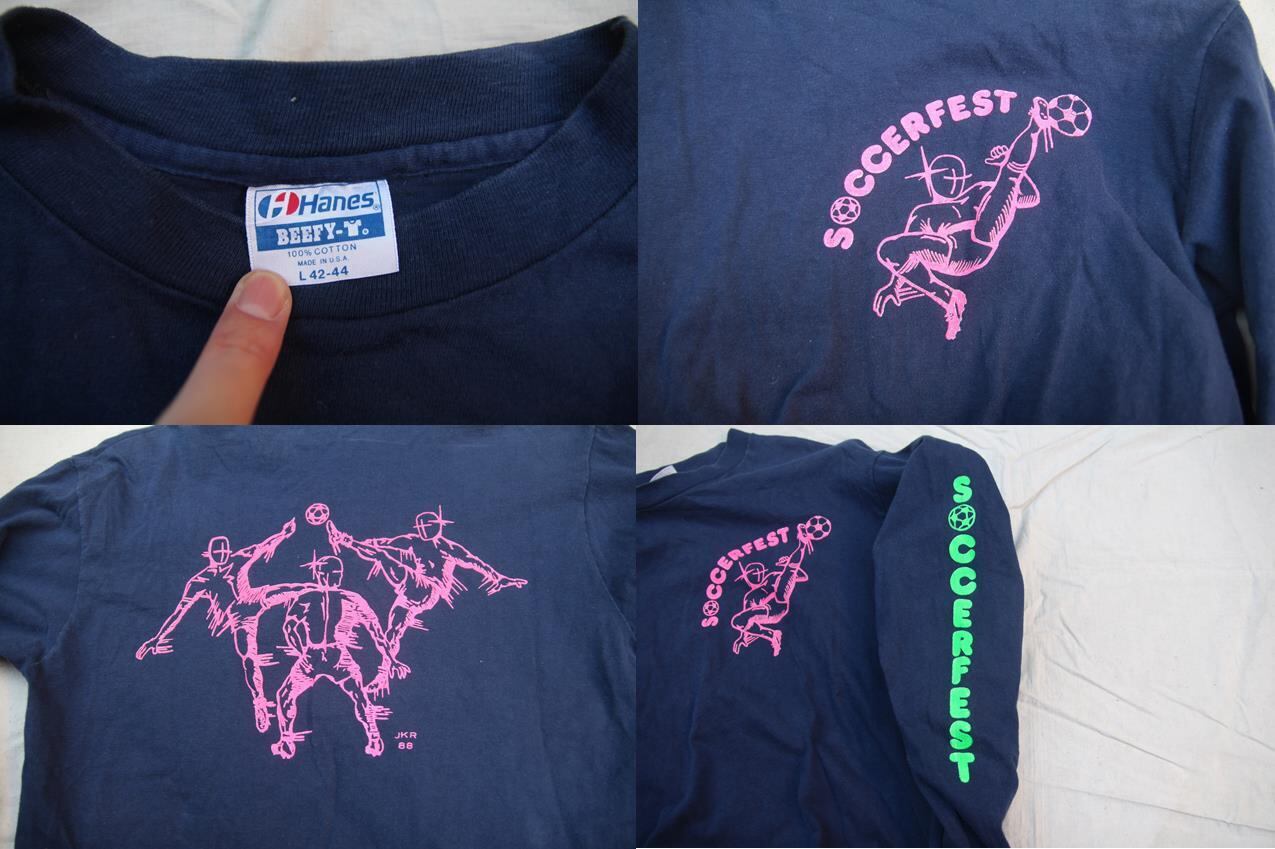 Hanes®
BEEFY-T®
100% COTTON
MADE IN U.S.A.
L 42-44
SOCCERFEST
JKR
88
SOCCERFEST
SOCCERFEST